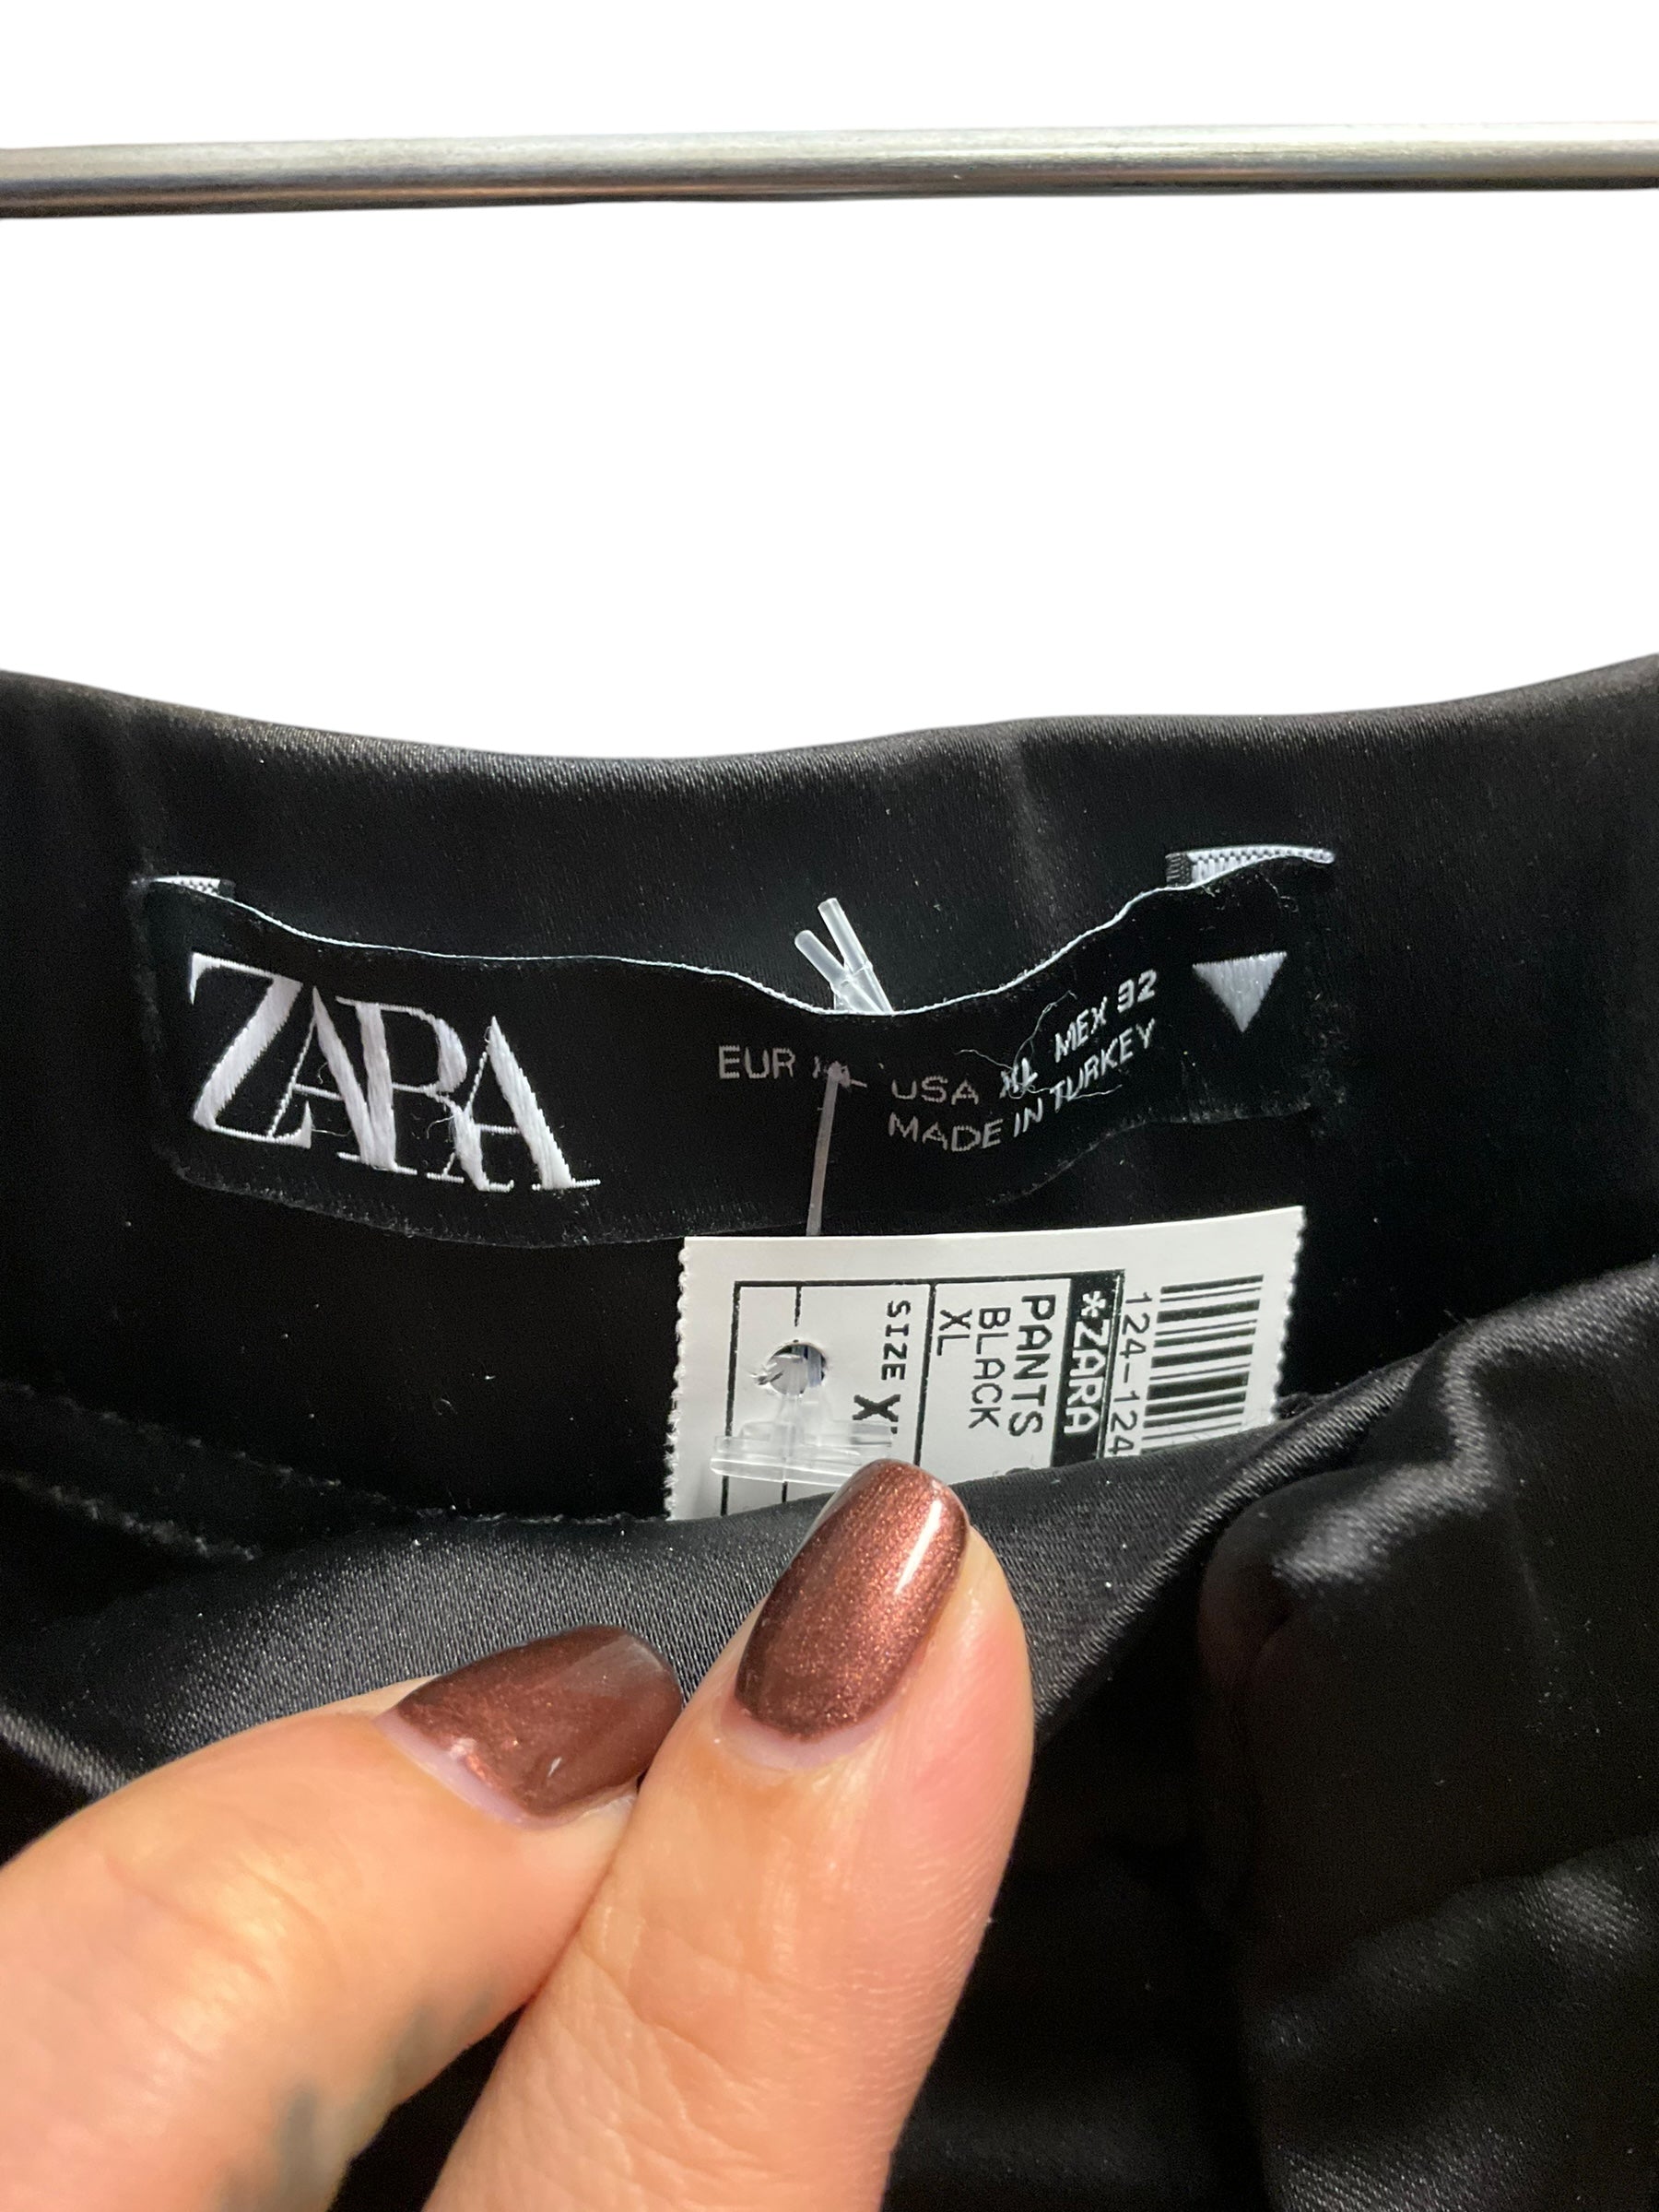 ZARA
EUR XL USA XL MEX 32
MADE IN TURKEY
124-124
*ZARA
PANTS
BLACK
XL
SIZE